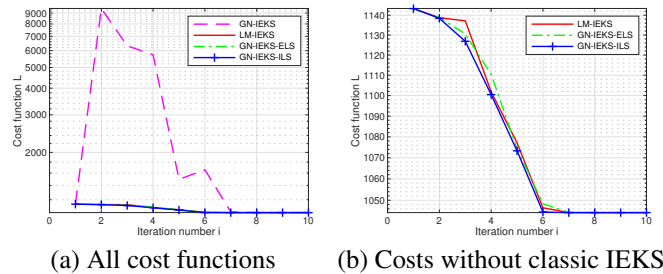 9000
8000
7000
6000
5000
4000
3000
2000
Cost function L
0
2
4
6
8
10
Iteration number i
GN-IEKS
LM-IEKS
GN-IEKS-ELS
GN-IEKS-ILS
(a) All cost functions
1140
1130
1120
1110
1100
1090
1080
1070
1060
1050
Cost function L
0
2
4
6
8
10
Iteration number i
LM-IEKS
GN-IEKS-ELS
GN-IEKS-ILS
(b) Costs without classic IEKS